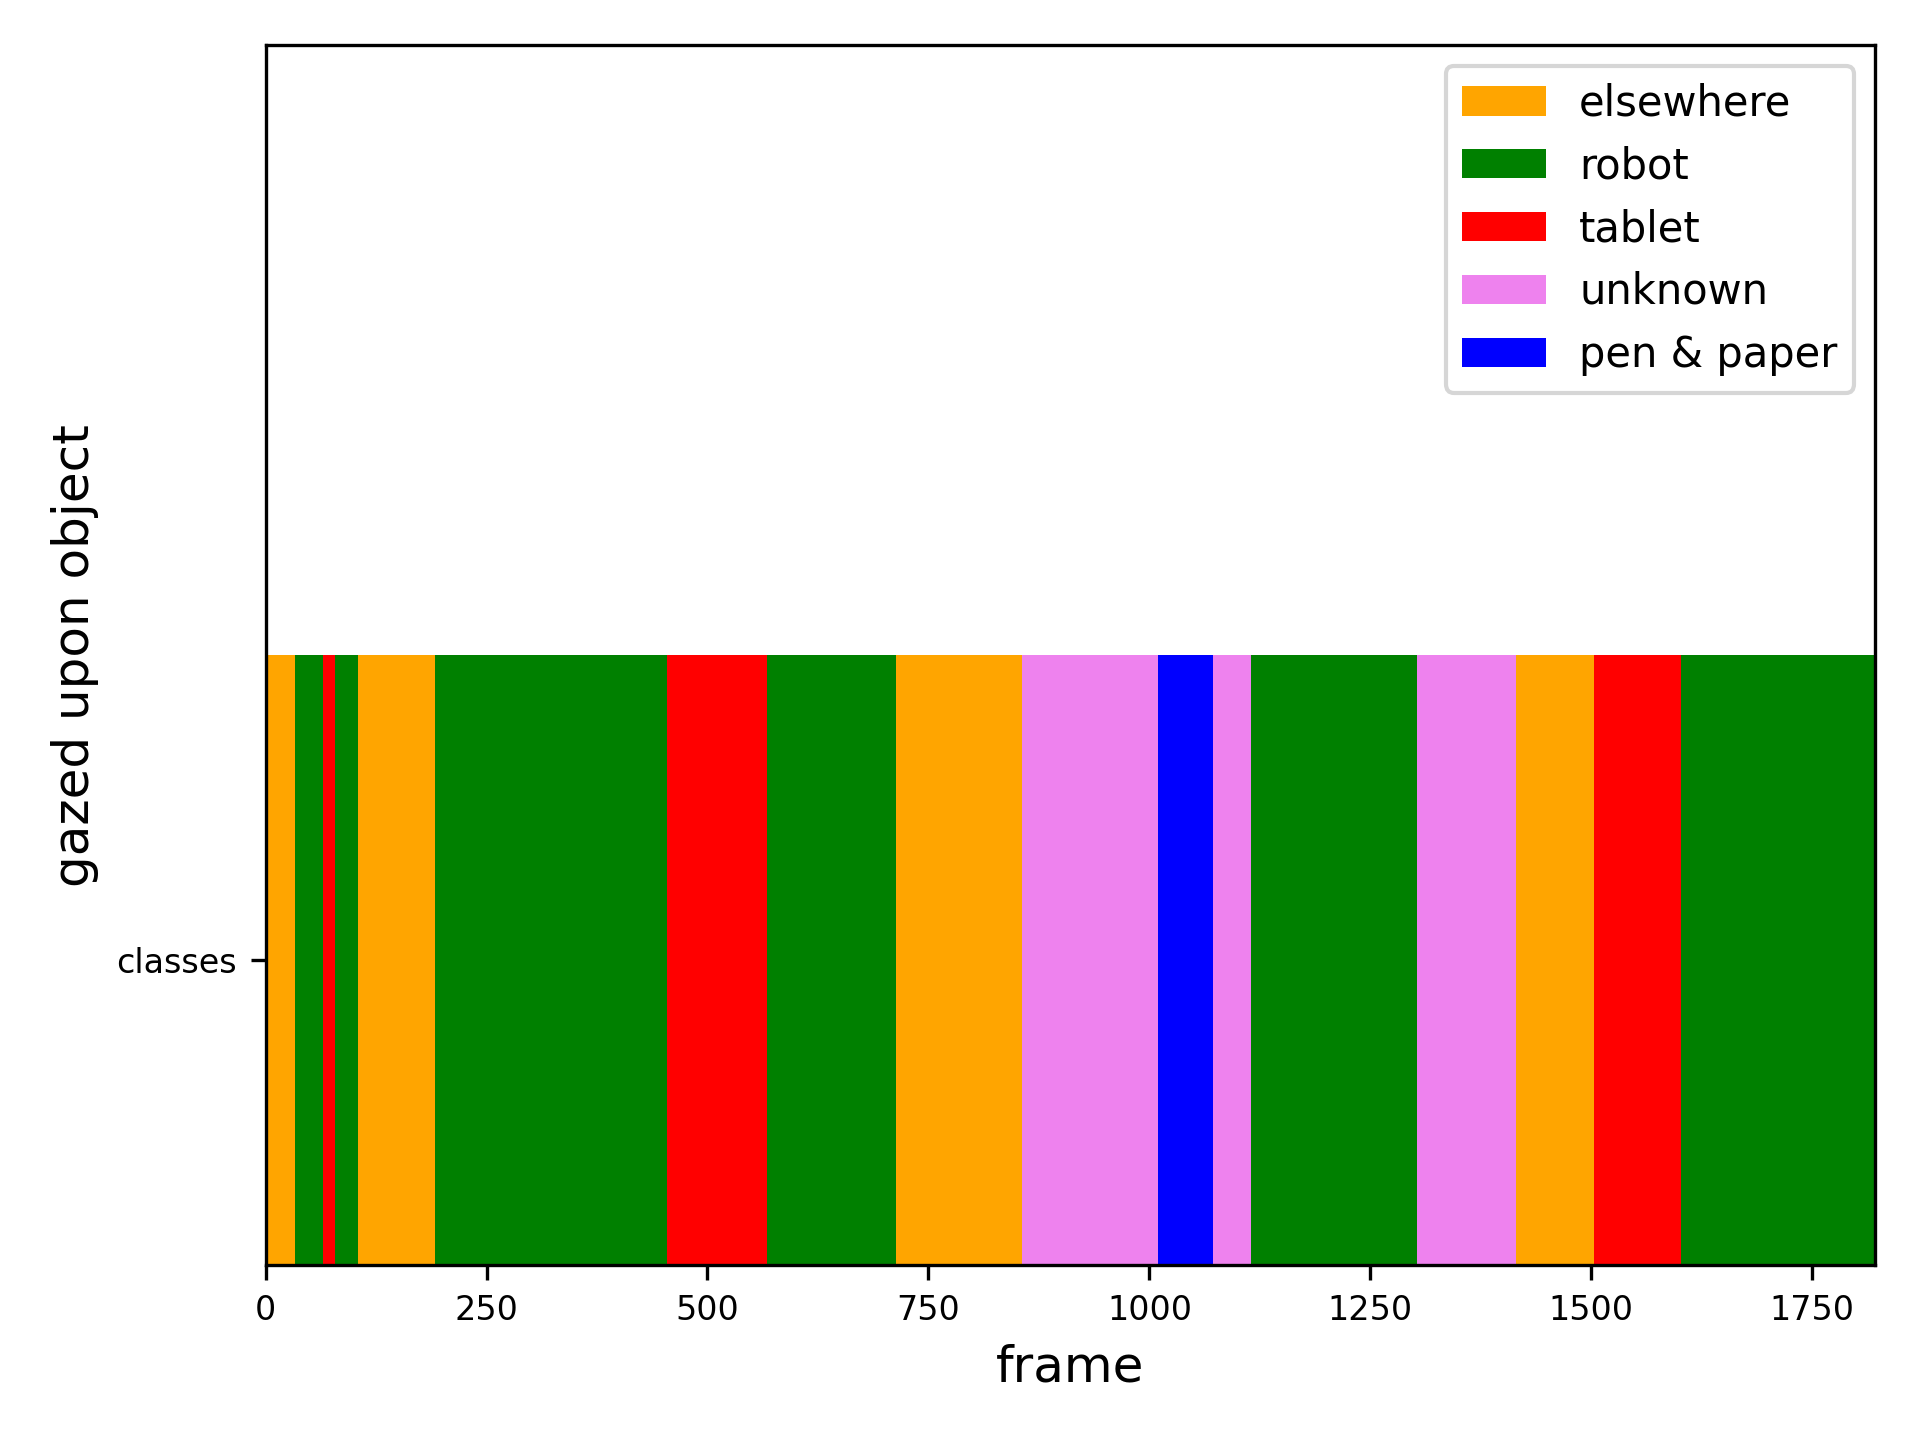 elsewhere
robot
tablet
unknown
pen & paper
gazed upon object
classes
0 250 500 750 1000 1250 1500 1750
frame